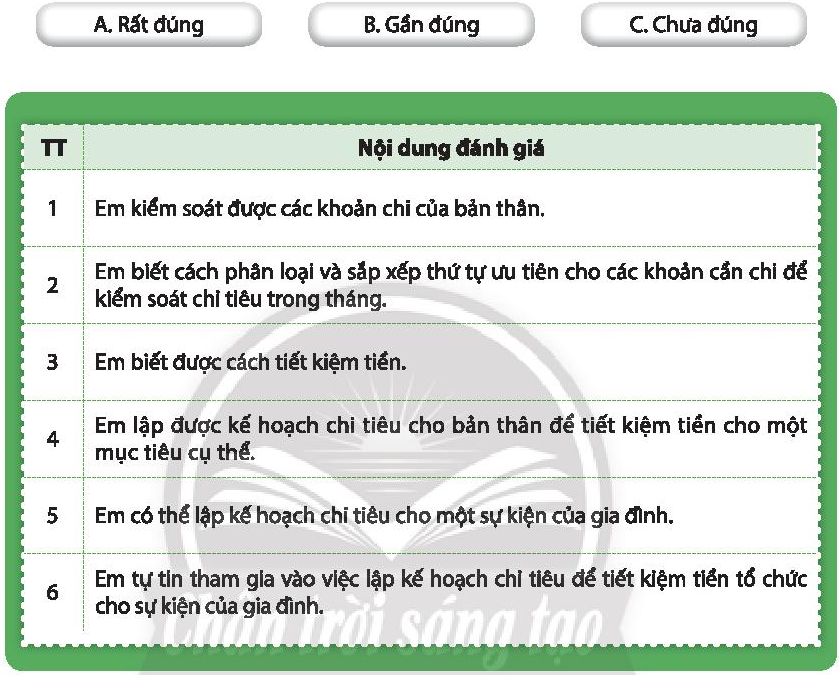 A. Rất đúng
B. Gần đúng
C. Chưa đúng
TT
Nội dung đánh giá
1
Em kiểm soát được các khoản chi của bản thân.
2
Em biết cách phân loại và sắp xếp thứ tự ưu tiên cho các khoản cần chi để
kiểm soát chi tiêu trong tháng.
3
Em biết được cách tiết kiệm tiền.
4
Em lập được kế hoạch chi tiêu cho bản thân để tiết kiệm tiền cho một
mục tiêu cụ thể.
5
Em có thể lập kế hoạch chi tiêu cho một sự kiện của gia đình.
6
Em tự tin tham gia vào việc lập kế hoạch chi tiêu để tiết kiệm tiền tổ chức
cho sự kiện của gia đình.
Chân trời sáng tạo